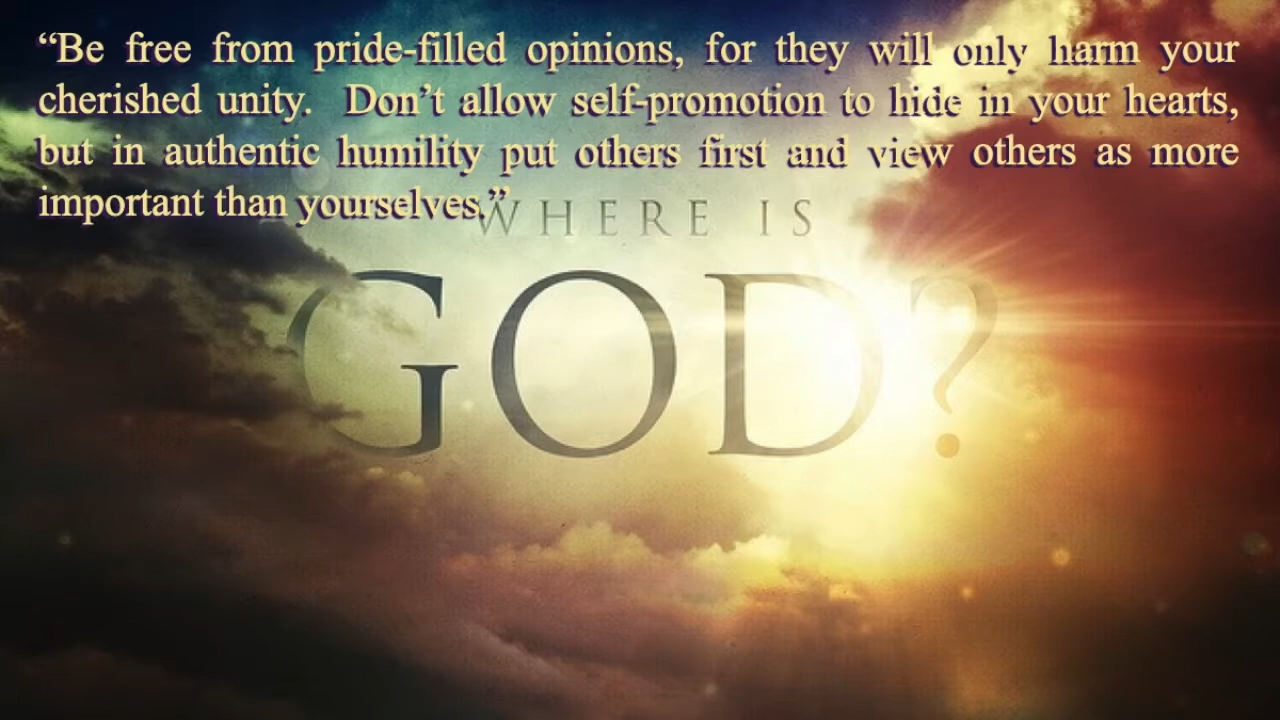 “Be free from pride-filled opinions, for they will only harm your
cherished unity. Don’t allow self-promotion to hide in your hearts,
but in authentic humility put others first and view others as more
important than yourselves.”
WHERE IS
GOD?